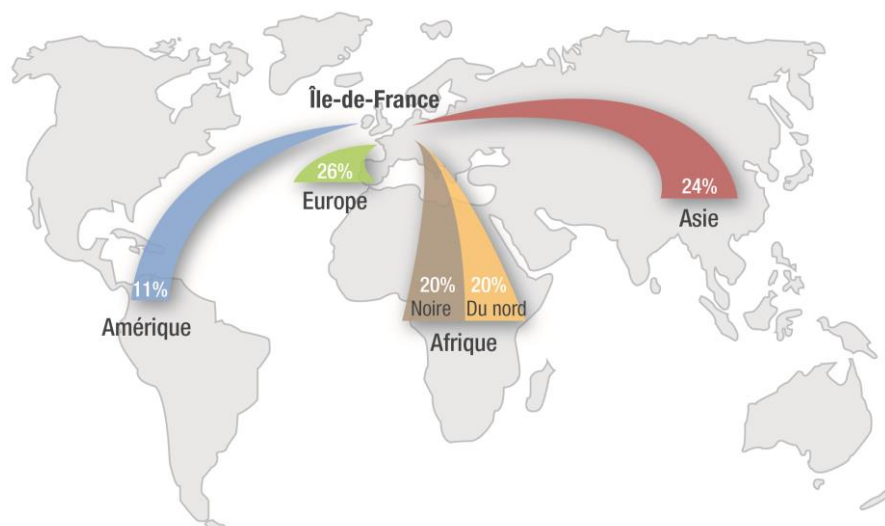 Île-de-France
26%
Europe
24%
Asie
11%
Amérique
20% 20%
Noire Du nord
Afrique